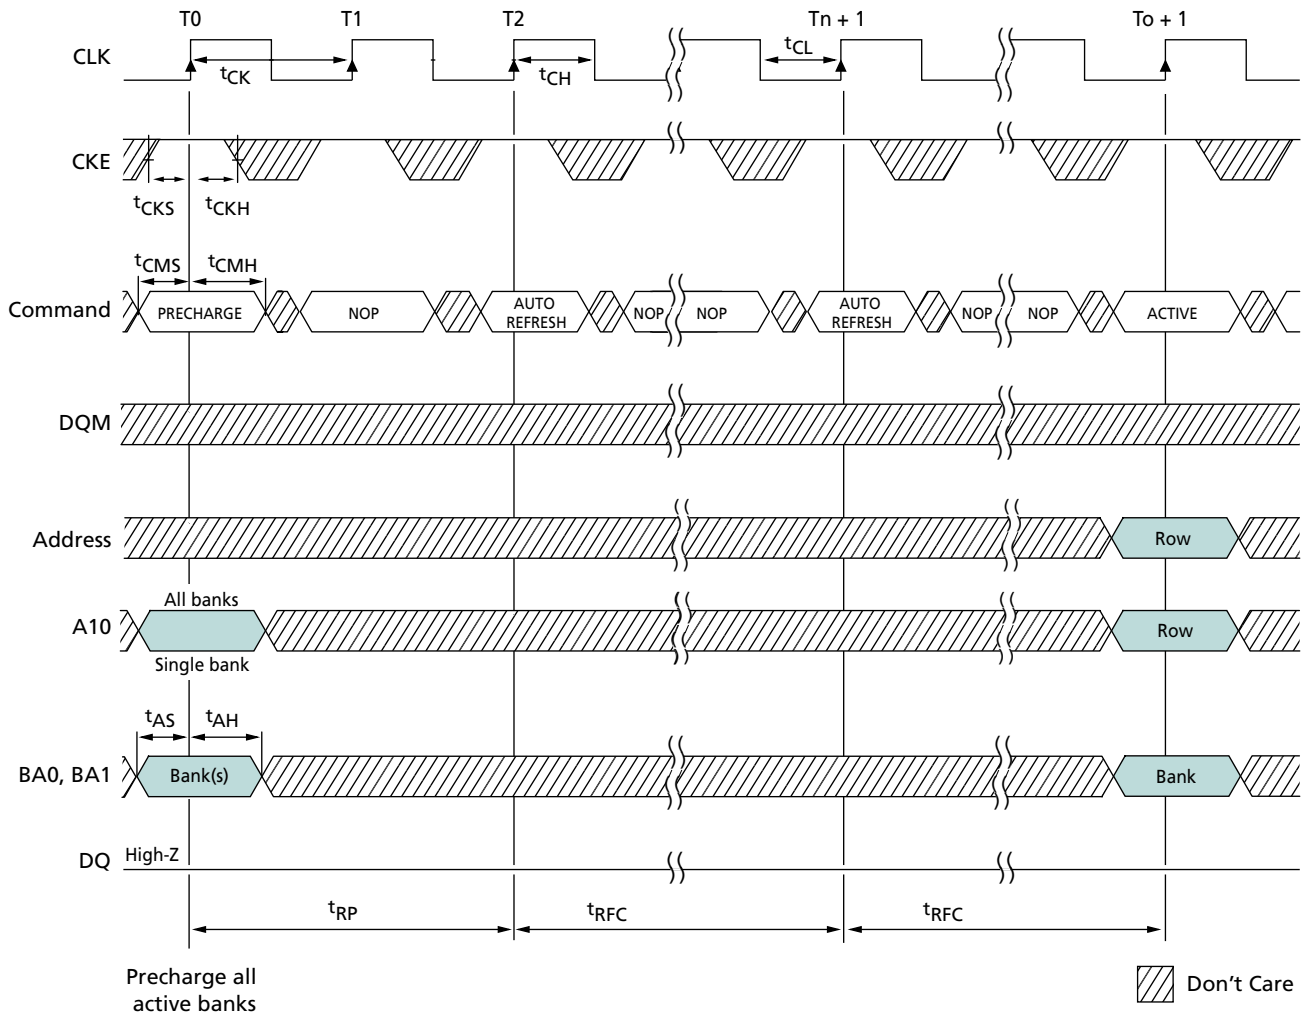 T0 T1 T2 Tn + 1 To + 1
CLK
tCK tCH tCL
CKE
tCKS tCKH
tCMS tCMH
Command PRECHARGE NOP AUTO REFRESH NOP NOP AUTO REFRESH NOP NOP ACTIVE
DQM
Address Row
All banks
A10 Row
Single bank
tAS tAH
BA0, BA1 Bank(s) Bank
DQ High-Z
tRP tRFC tRFC
Precharge all
active banks
Don't Care